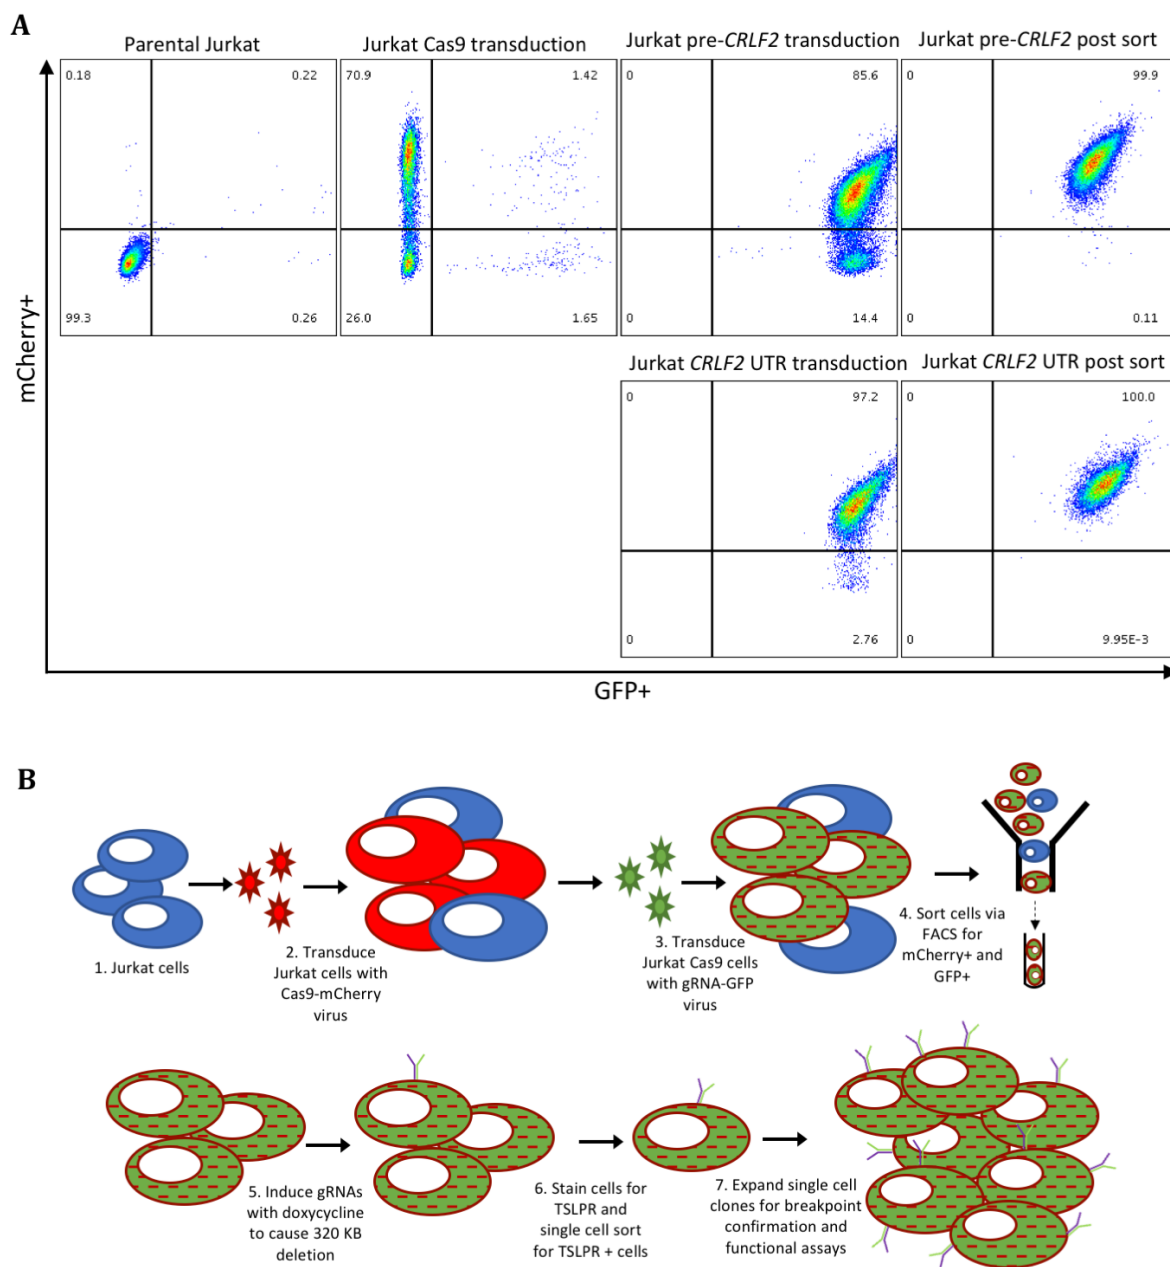 A
Parental Jurkat
Jurkat Cas9 transduction
Jurkat pre-CRLF2 transduction
Jurkat pre-CRLF2 post sort
0.18
0.22
99.3
0.26
70.9
1.42
26.0
1.65
0
85.6
0
14.4
0
99.9
0
0.11
Jurkat CRLF2 UTR transduction
Jurkat CRLF2 UTR post sort
0
97.2
0
2.76
0
100.0
0
9.95E-3
mCherry+
GFP+
B
1. Jurkat cells
2. Transduce
Jurkat cells with
Cas9-mCherry
virus
3. Transduce
Jurkat Cas9 cells
with gRNA-GFP
virus
4. Sort cells via
FACS for
mCherry+ and
GFP+
5. Induce gRNAs
with doxycycline
to cause 320 KB
deletion
6. Stain cells for
TSLPR and
single cell sort
for TSLPR + cells
7. Expand single cell
clones for breakpoint
confirmation and
functional assays